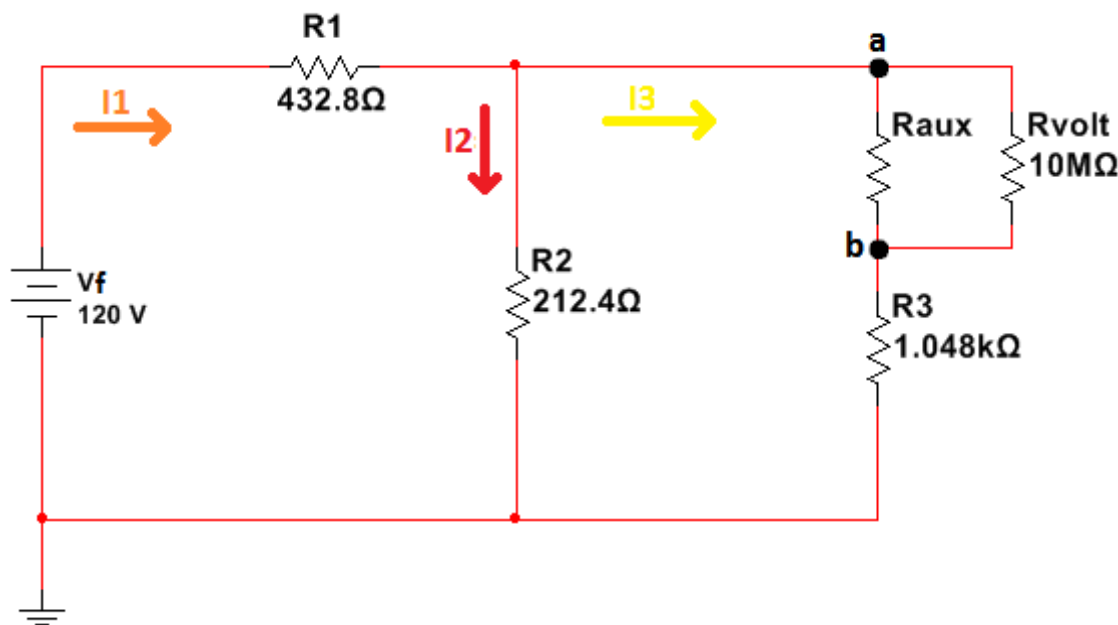 R1
432.8Ω
I1
I2
I3
a
Raux
Rvolt
10MΩ
b
Vf
120 V
R2
212.4Ω
R3
1.048kΩ